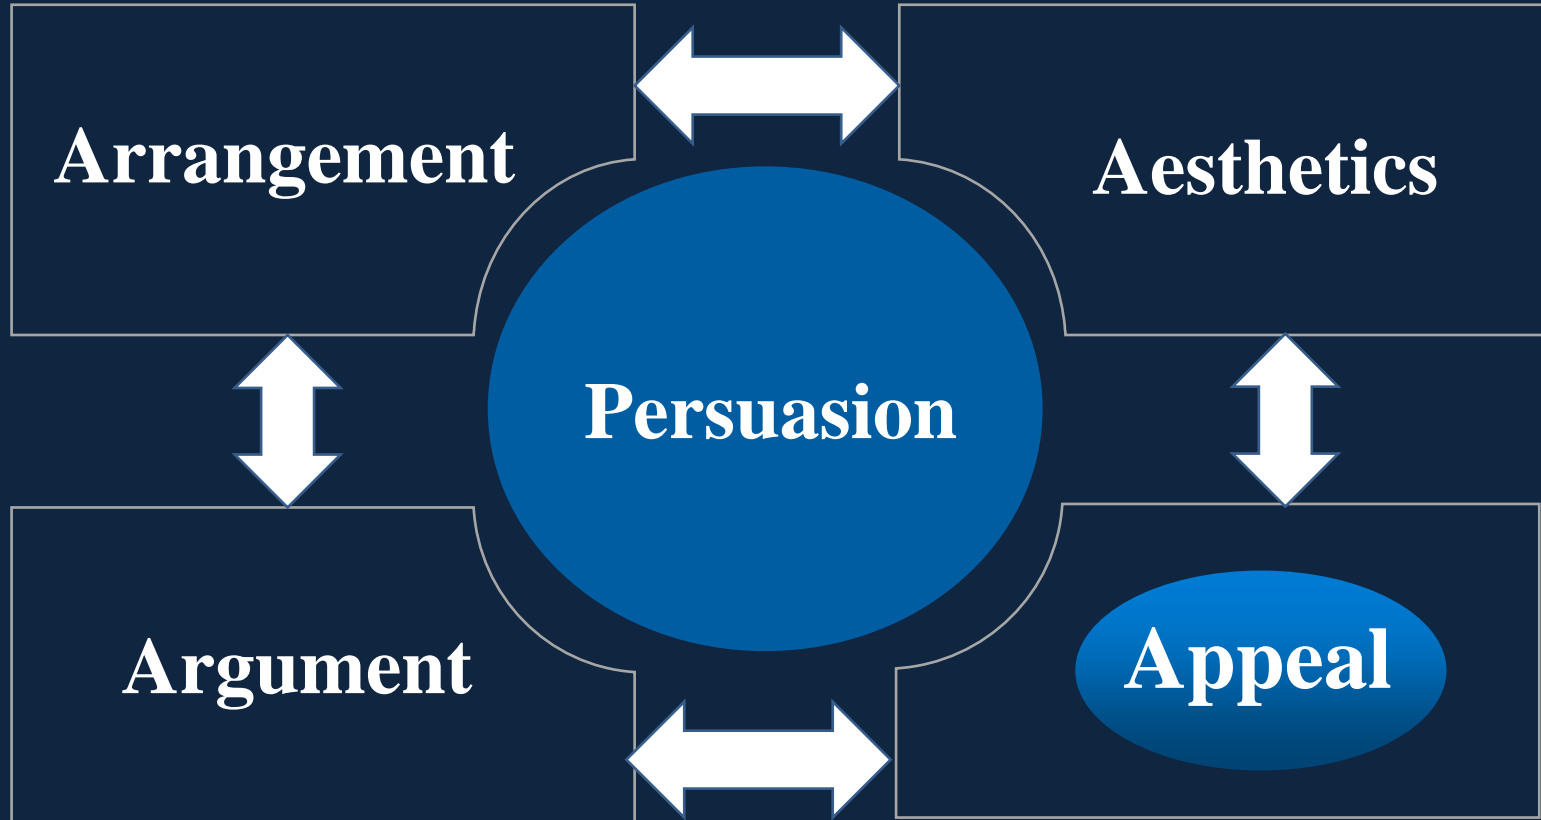 Arrangement
Aesthetics
Persuasion
Argument
Appeal